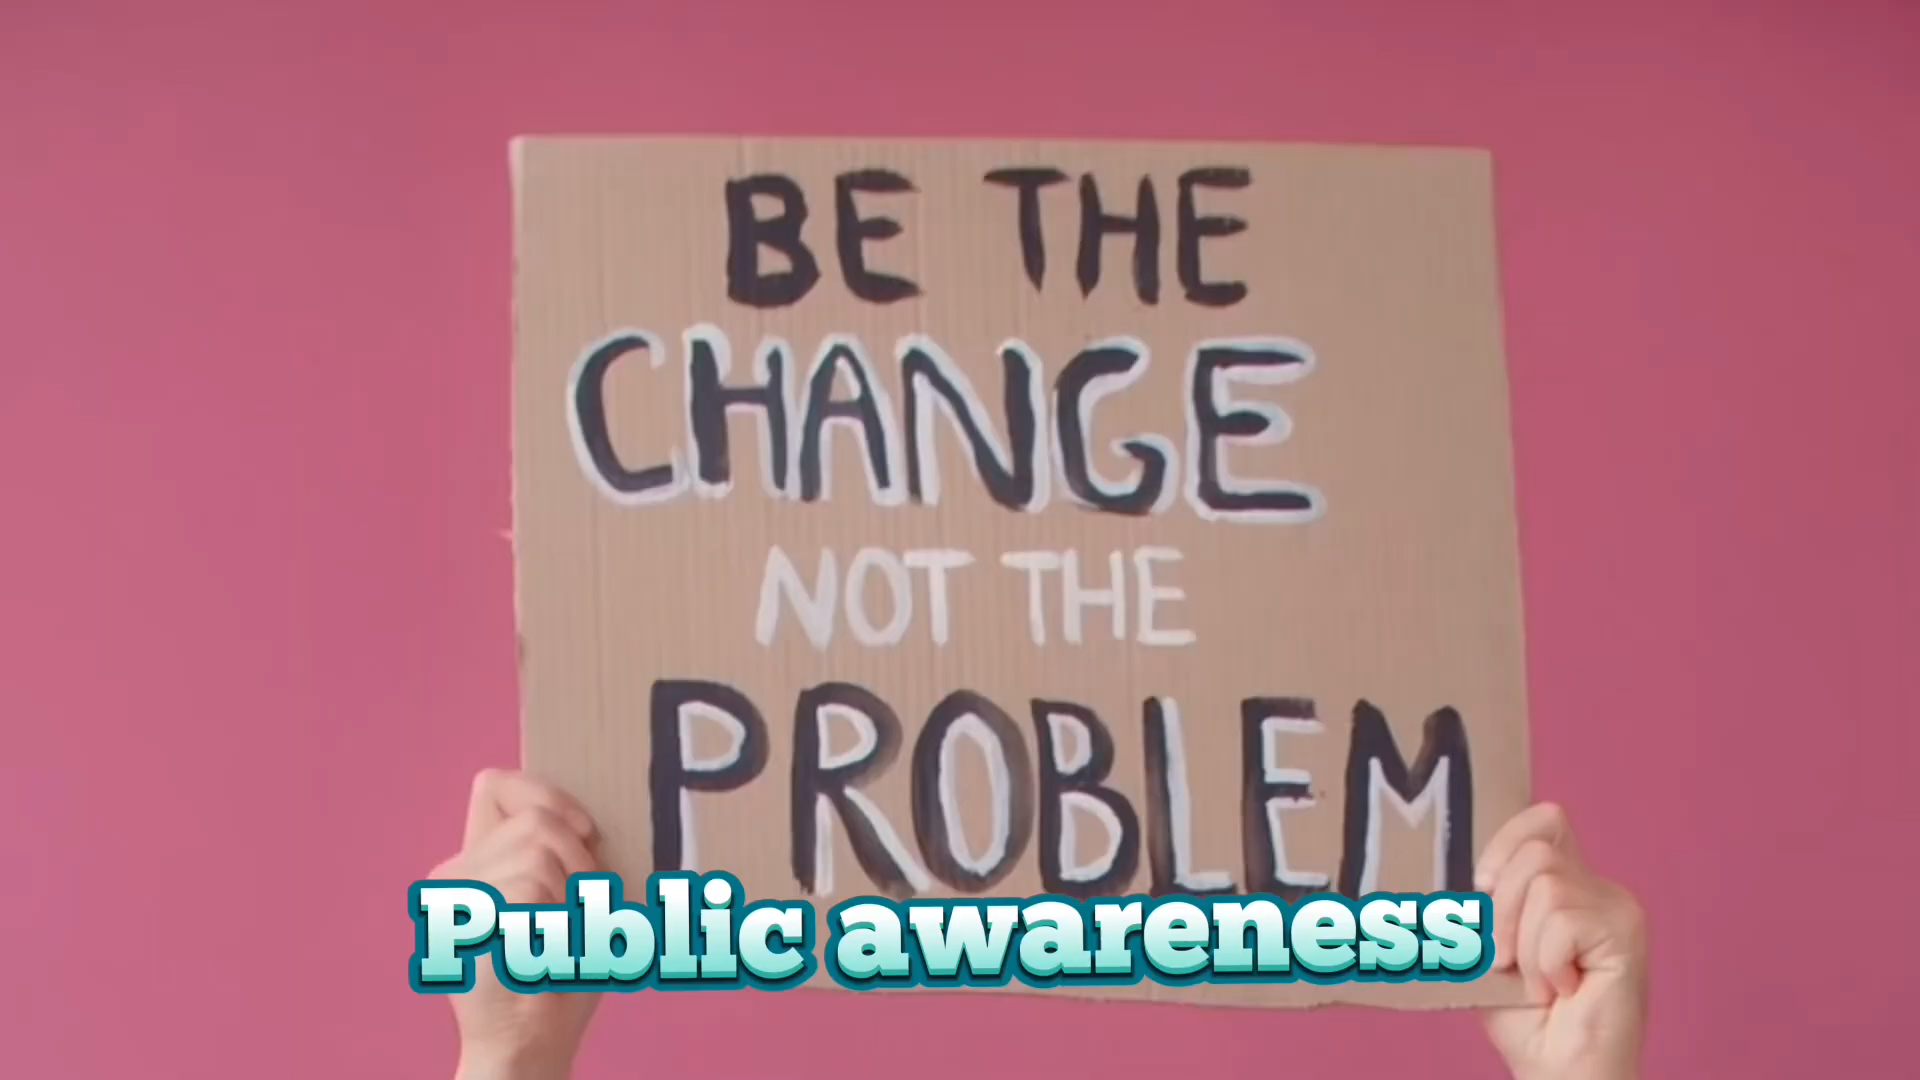 BE THE
CHANGE
NOT THE
PROBLEM
Public awareness